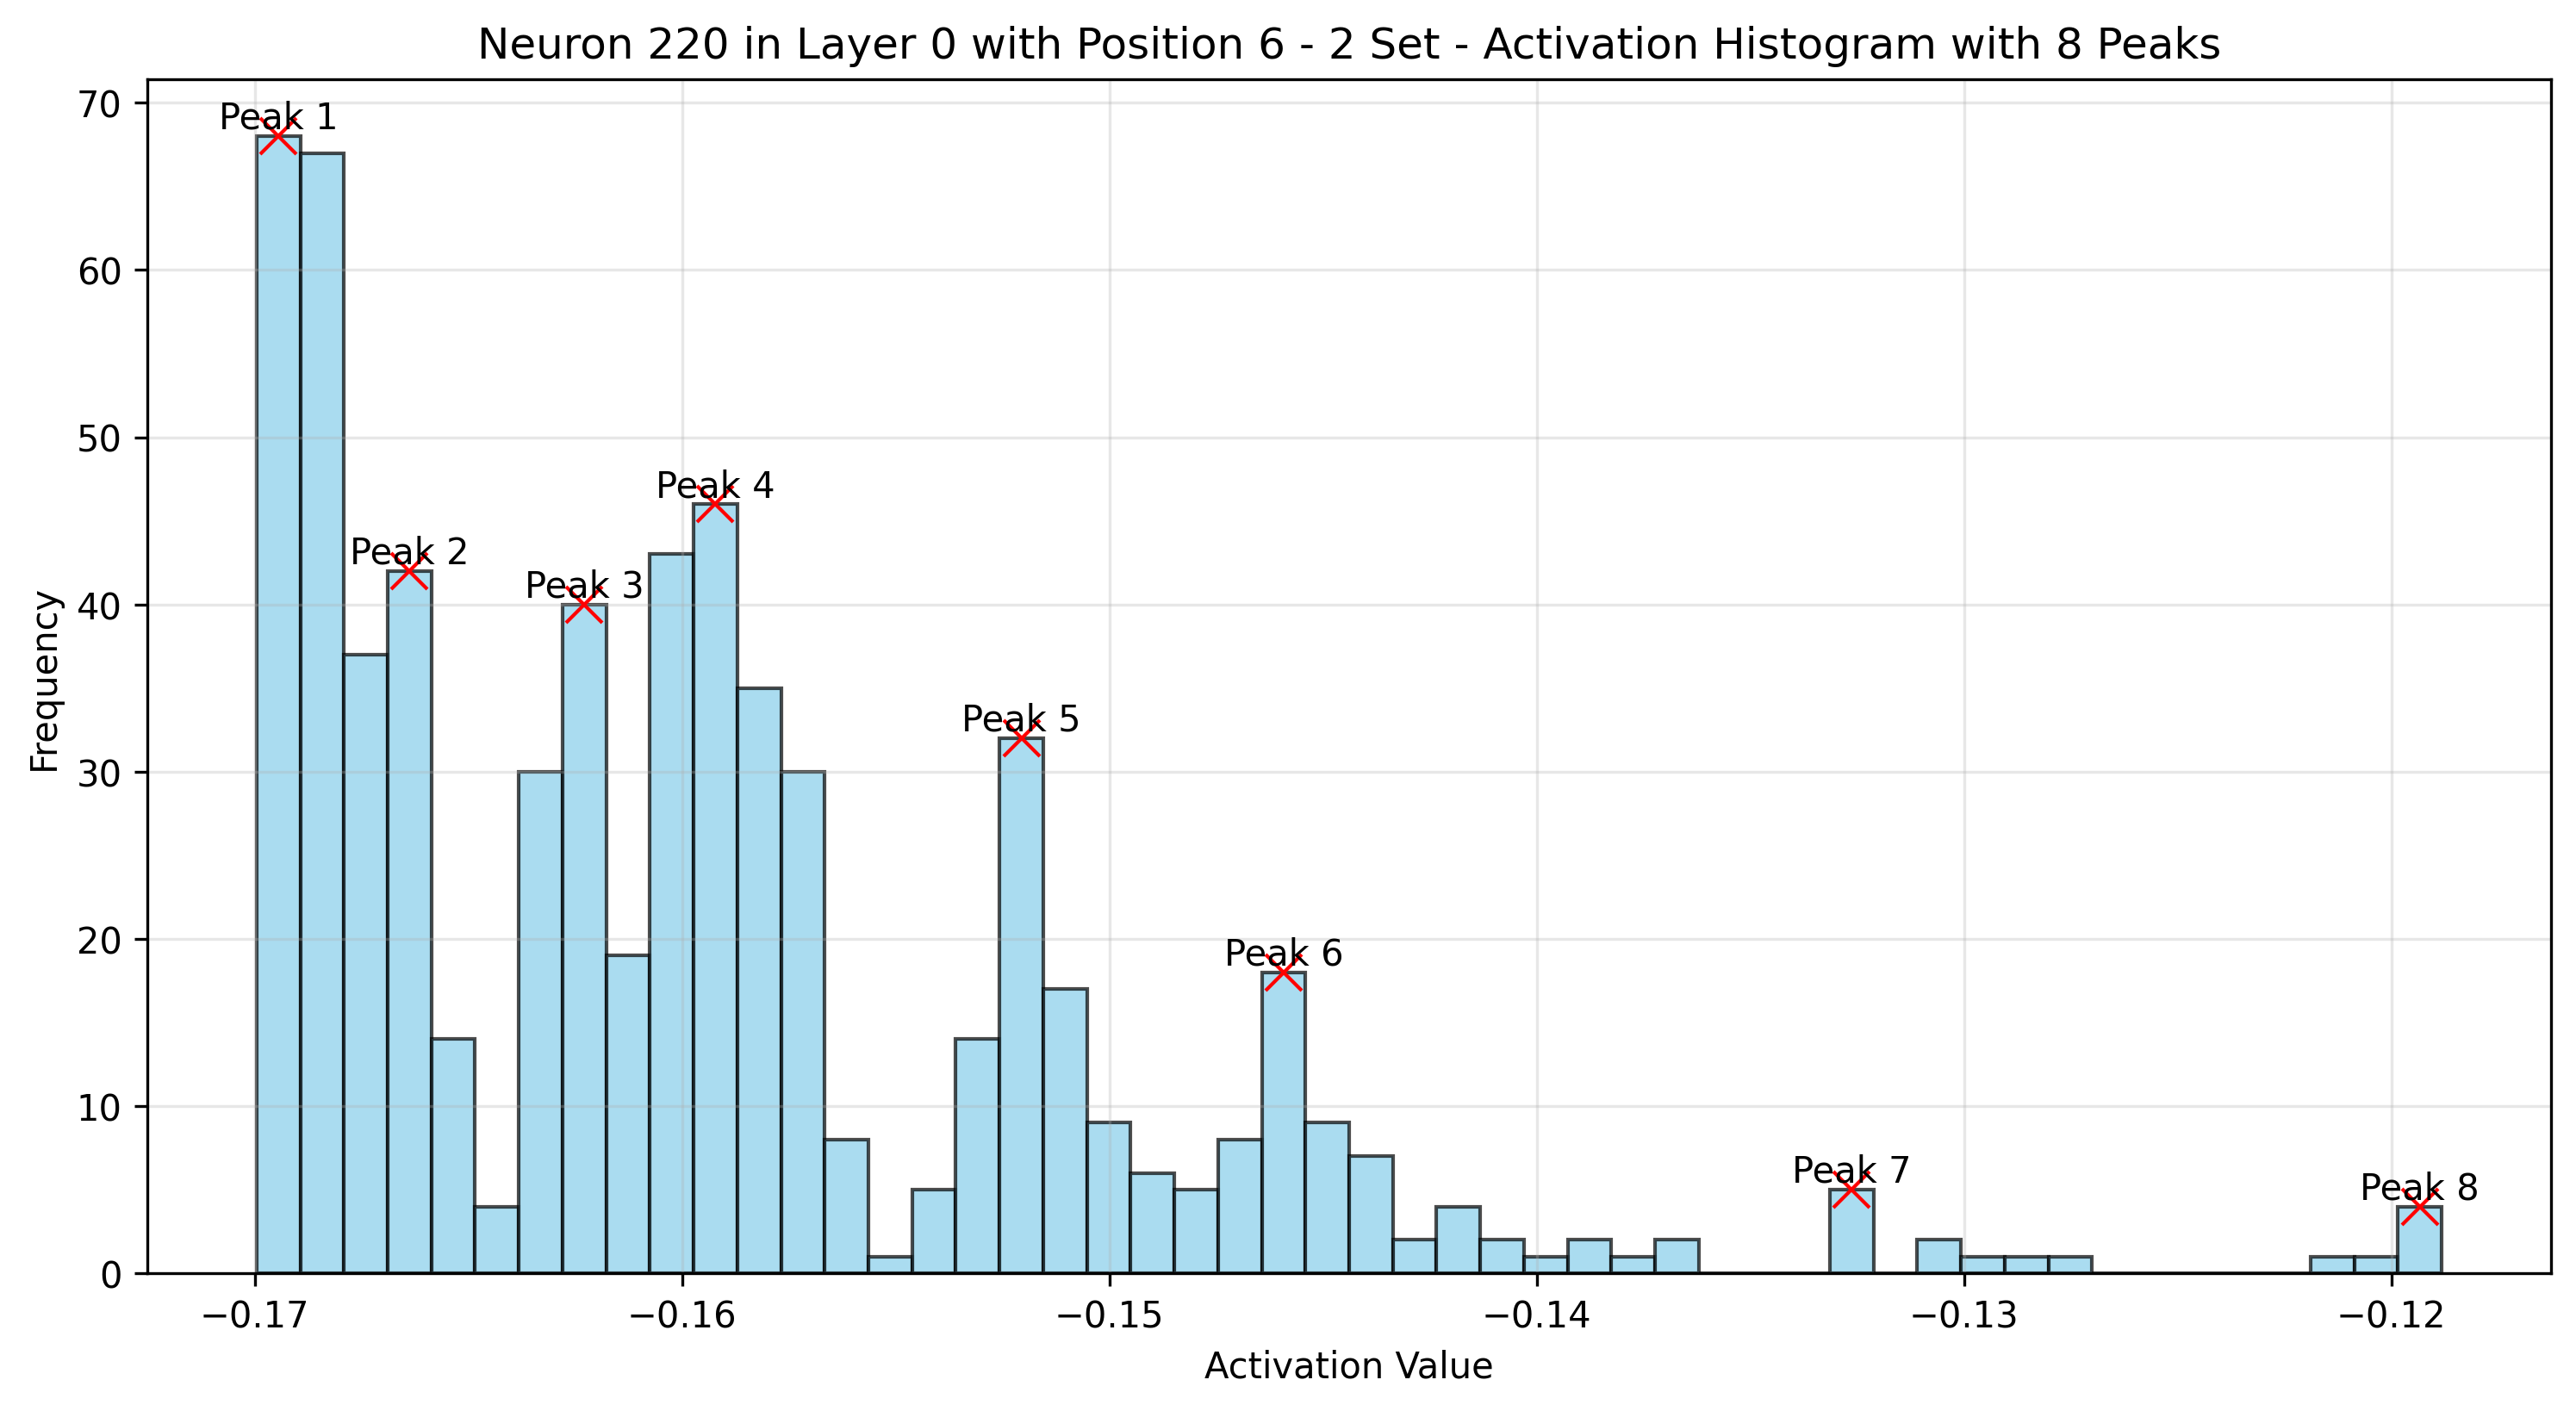 Neuron 220 in Layer 0 with Position 6 - 2 Set - Activation Histogram with 8 Peaks
70
60
50
40
30
20
10
0
Frequency
Peak 1
Peak 2
Peak 3
Peak 4
Peak 5
Peak 6
Peak 7
Peak 8
−0.17
−0.16
−0.15
−0.14
−0.13
−0.12
Activation Value